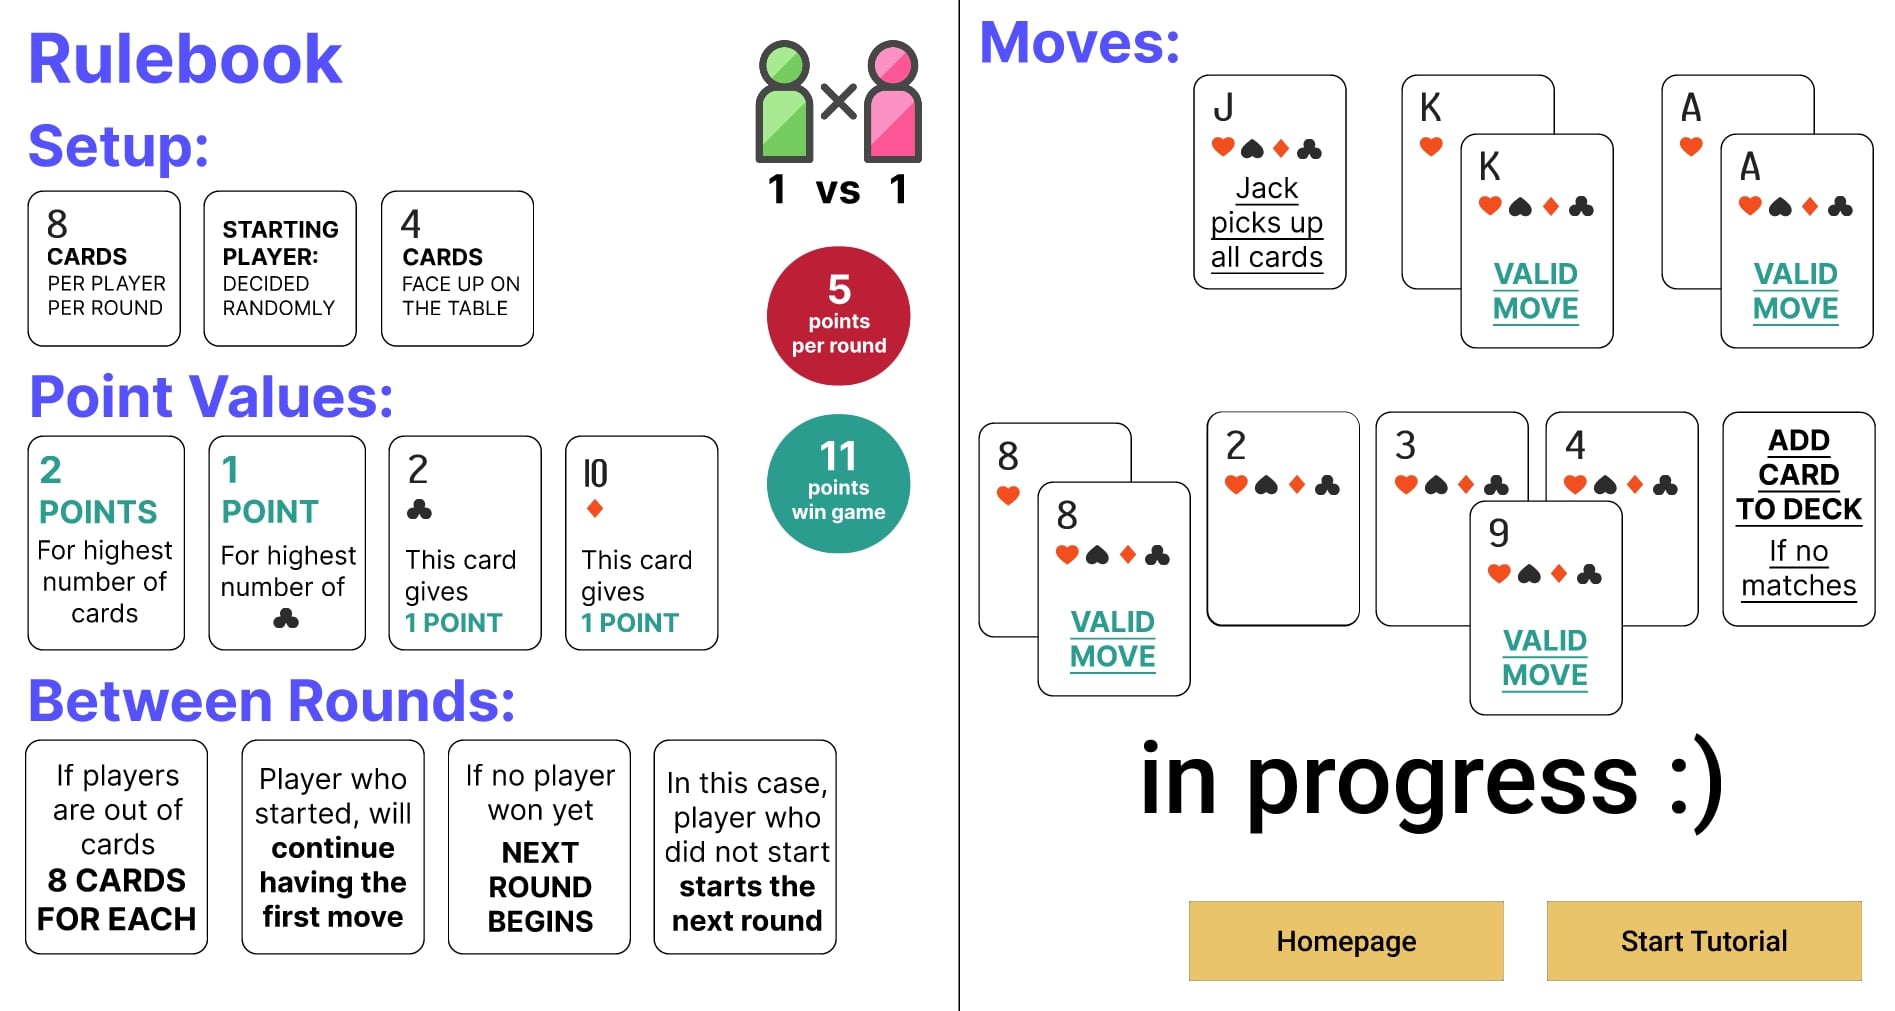 Rulebook
Setup:
8
CARDS
PER PLAYER
PER ROUND
STARTING
PLAYER:
DECIDED
RANDOMLY
4
CARDS
FACE UP ON
THE TABLE
1 vs 1
5
points
per round
11
points
win game
Point Values:
2
POINTS
For highest
number of
cards
1
POINT
For highest
number of
2
This card
gives
1 POINT
10
This card
gives
1 POINT
Between Rounds:
If players
are out of
cards
8 CARDS
FOR EACH
Player who
started, will
continue
having the
first move
If no player
won yet
NEXT
ROUND
BEGINS
In this case,
player who
did not start
starts the
next round
Moves:
J
Jack
picks up
all cards
K
K
VALID
MOVE
A
A
VALID
MOVE
8
8
VALID
MOVE
2
3
4
9
VALID
MOVE
ADD
CARD
TO DECK
If no
matches
in progress :)
Homepage
Start Tutorial